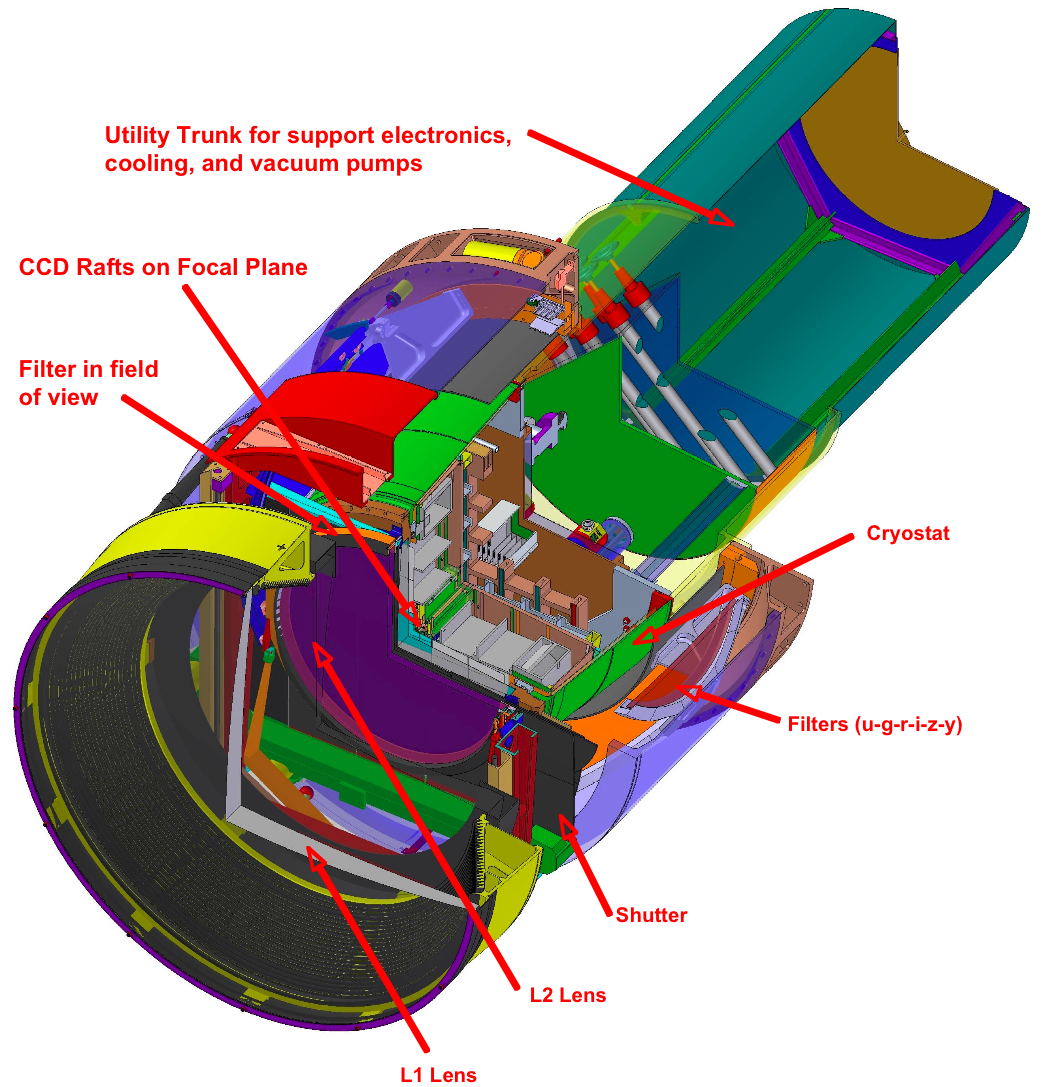 Utility Trunk for support electronics,
cooling, and vacuum pumps
CCD Rafts on Focal Plane
Filter in field
of view
Cryostat
Filters (u-g-r-i-z-y)
Shutter
L2 Lens
L1 Lens